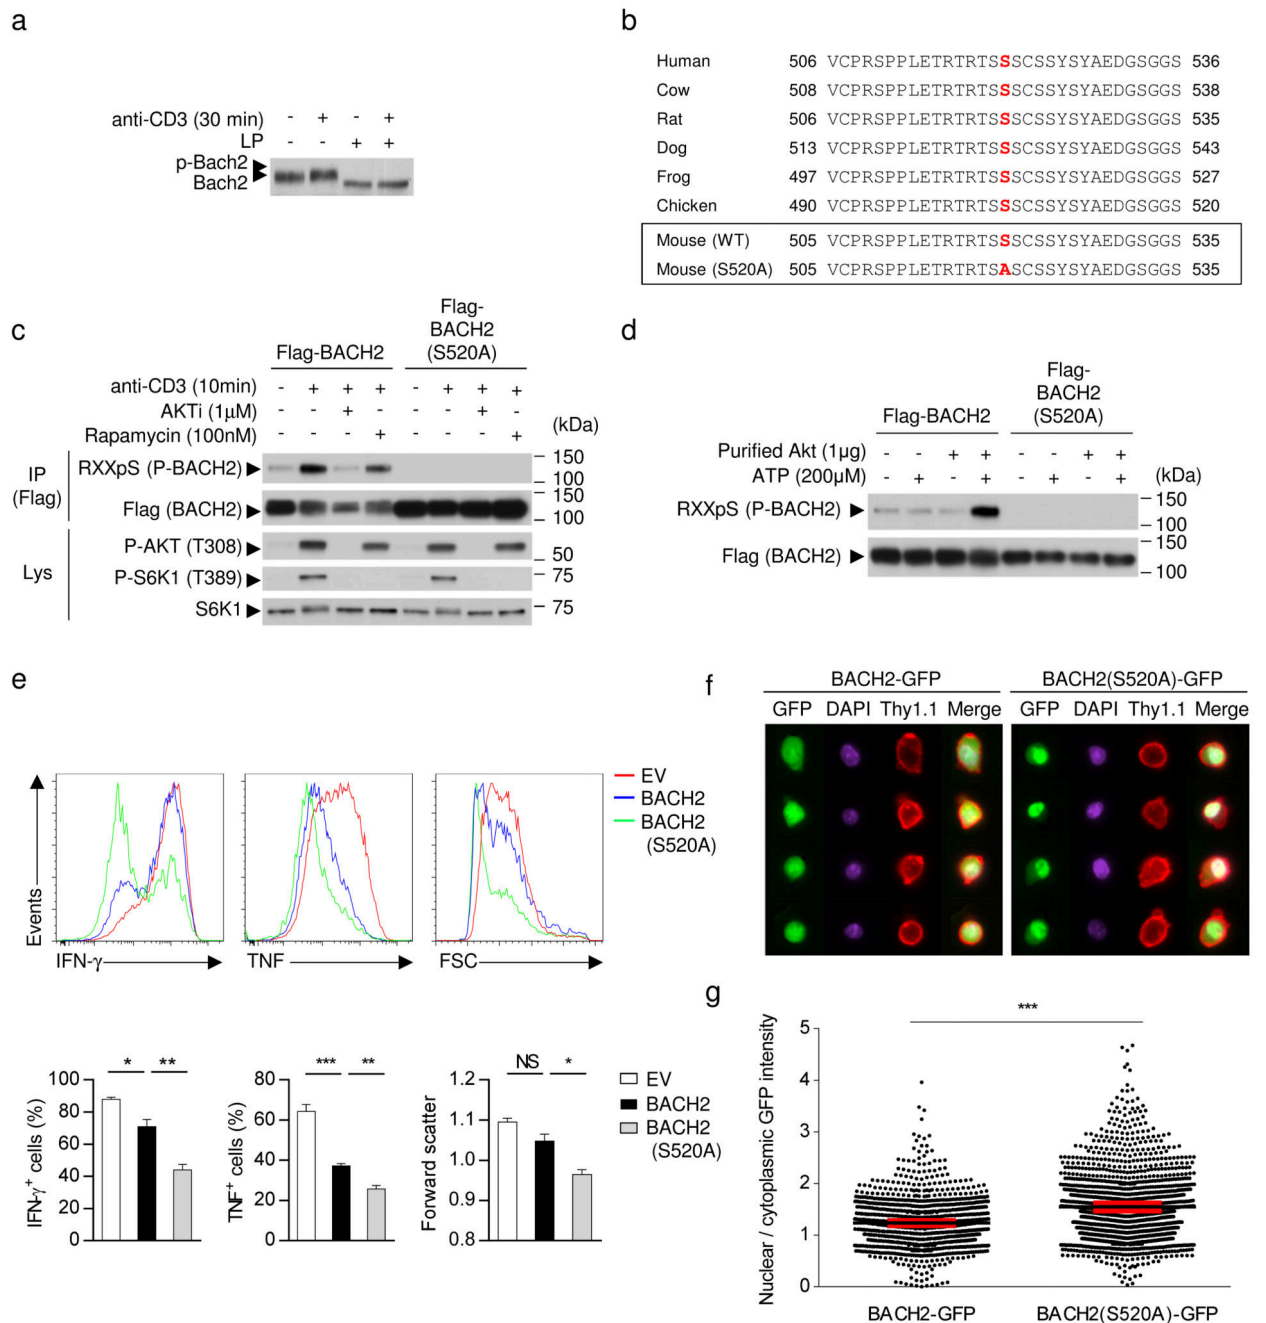 a
anti-CD3 (30 min) - + - +
LP - - + +
p-Bach2
Bach2
b
Human 506 VCPRSPPLETRTRTSSSCSSYSYAEDGSGGS 536
Cow 508 VCPRSPPLETRTRTSSSCSSYSYAEDGSGGS 538
Rat 506 VCPRSPPLETRTRTSSSCSSYSYAEDGSGGS 535
Dog 513 VCPRSPPLETRTRTSSSCSSYSYAEDGSGGS 543
Frog 497 VCPRSPPLETRTRTSSSCSSYSYAEDGSGGS 527
Chicken 490 VCPRSPPLETRTRTSSSCSSYSYAEDGSGGS 520
Mouse (WT) 505 VCPRSPPLETRTRTSSSCSSYSYAEDGSGGS 535
Mouse (S520A) 505 VCPRSPPLETRTRTSASCSSYSYAEDGSGGS 535
c
Flag-BACH2
Flag-
BACH2
(S520A)
anti-CD3 (10min) - + + + - + + +
AKTi (1µM) - - + - - - + -
Rapamycin (100nM) - - - + - - - +
(kDa)
IP
(Flag)
RXXpS (P-BACH2)
150
100
Flag (BACH2)
150
100
Lys
P-AKT (T308)
50
P-S6K1 (T389)
75
S6K1
75
d
Flag-BACH2
Flag-
BACH2
(S520A)
Purified Akt (1µg) - - + + - - + +
ATP (200µM) - + - + - + - +
(kDa)
RXXpS (P-BACH2)
150
100
Flag (BACH2)
150
100
e
Events
IFN-γ
TNF
FSC
EV
BACH2
BACH2
(S520A)
IFN-γ+ cells (%)
100
80
60
40
20
0
* **
TNF+ cells (%)
80
60
40
20
0
*** **
Forward scatter
1.2
1.1
1.0
0.9
0.8
NS *
EV
BACH2
BACH2
(S520A)
f
BACH2-GFP
GFP DAPI Thy1.1 Merge
BACH2(S520A)-GFP
GFP DAPI Thy1.1 Merge
g
***
Nuclear / cytoplasmic GFP intensity
5
4
3
2
1
0
BACH2-GFP
BACH2(S520A)-GFP